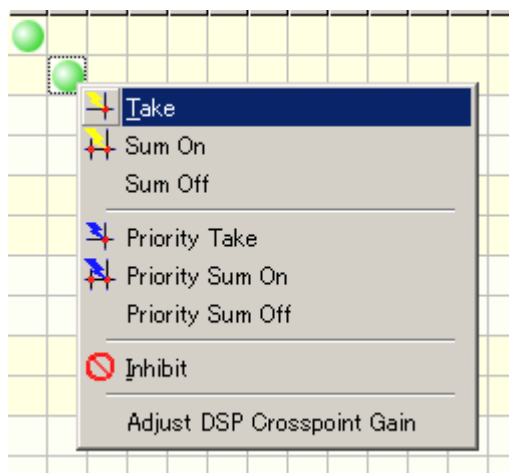 Take
Sum On
Sum Off
Priority Take
Priority Sum On
Priority Sum Off
Inhibit
Adjust DSP Crosspoint Gain